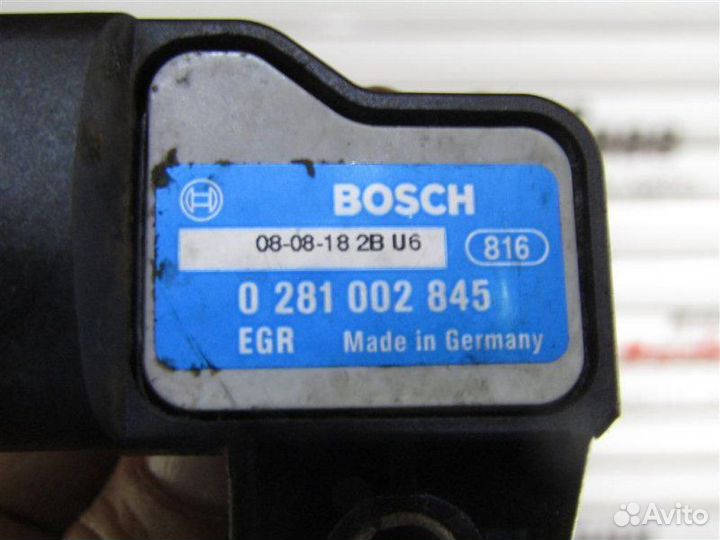 BOSCH
08-08-18 2B U6
816
0 281 002 845
EGR Made in Germany
Avito